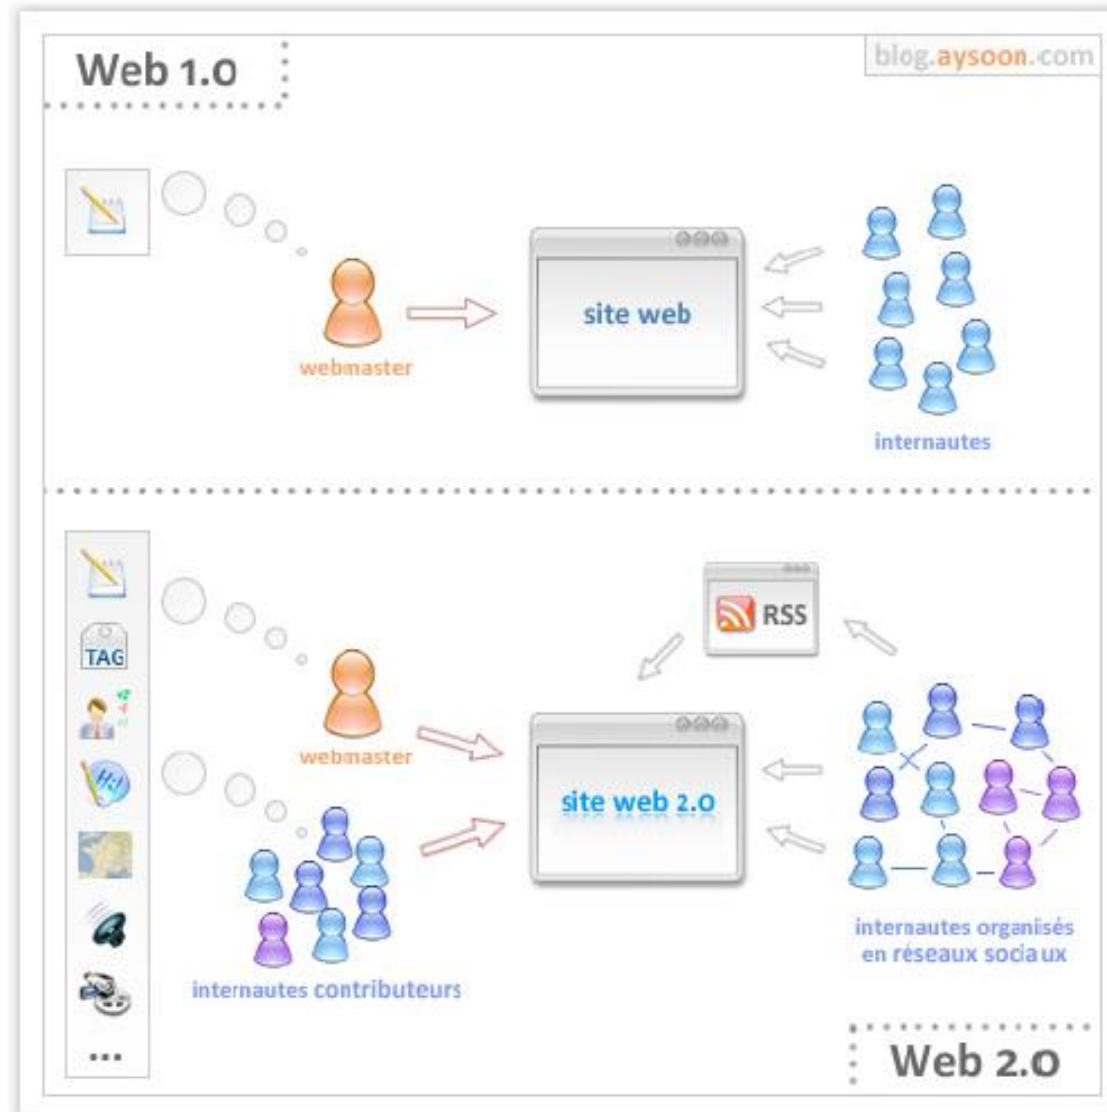 Web 1.0
blog.aysoon.com
site web
webmaster
internautes
RSS
TAG
webmaster
site web 2.0
Hi!
internautes organisés
en réseaux sociaux
internautes contributeurs
...
Web 2.0